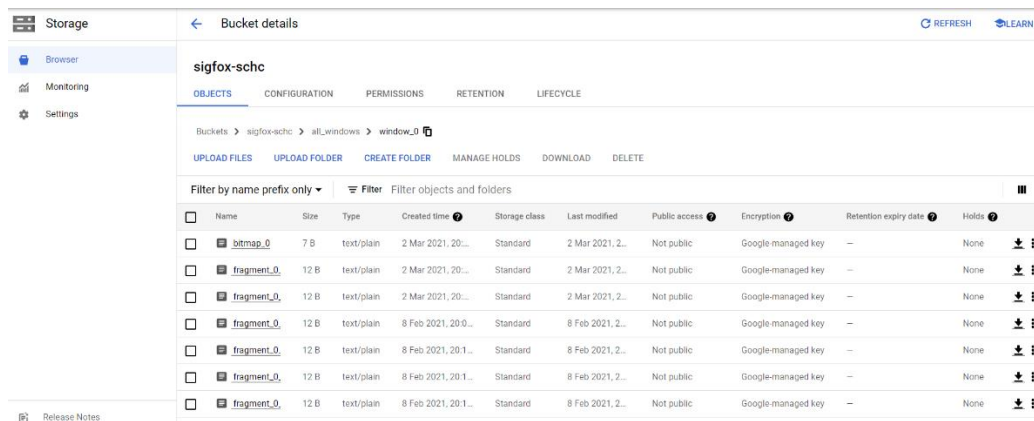 Storage
Bucket details
REFRESH
LEARN
Browser
Monitoring
Settings
sigfox-schc
OBJECTS CONFIGURATION PERMISSIONS RETENTION LIFECYCLE
Buckets > sigfox-schc > all_windows > window_0
UPLOAD FILES UPLOAD FOLDER CREATE FOLDER MANAGE HOLDS DOWNLOAD DELETE
Filter by name prefix only Filter Filter objects and folders
Name Size Type Created time Storage class Last modified Public access Encryption Retention expiry date Holds
bitmap_0 7 B text/plain 2 Mar 2021, 20:... Standard 2 Mar 2021, 2... Not public Google-managed key — None
fragment_0, 12 B text/plain 2 Mar 2021, 20:... Standard 2 Mar 2021, 2... Not public Google-managed key — None
fragment_0, 12 B text/plain 2 Mar 2021, 20:... Standard 2 Mar 2021, 2... Not public Google-managed key — None
fragment_0, 12 B text/plain 8 Feb 2021, 20:0... Standard 8 Feb 2021, 2... Not public Google-managed key — None
fragment_0, 12 B text/plain 8 Feb 2021, 20:1... Standard 8 Feb 2021, 2... Not public Google-managed key — None
fragment_0, 12 B text/plain 8 Feb 2021, 20:1... Standard 8 Feb 2021, 2... Not public Google-managed key — None
fragment_0, 12 B text/plain 8 Feb 2021, 20:1... Standard 8 Feb 2021, 2... Not public Google-managed key — None
Release Notes